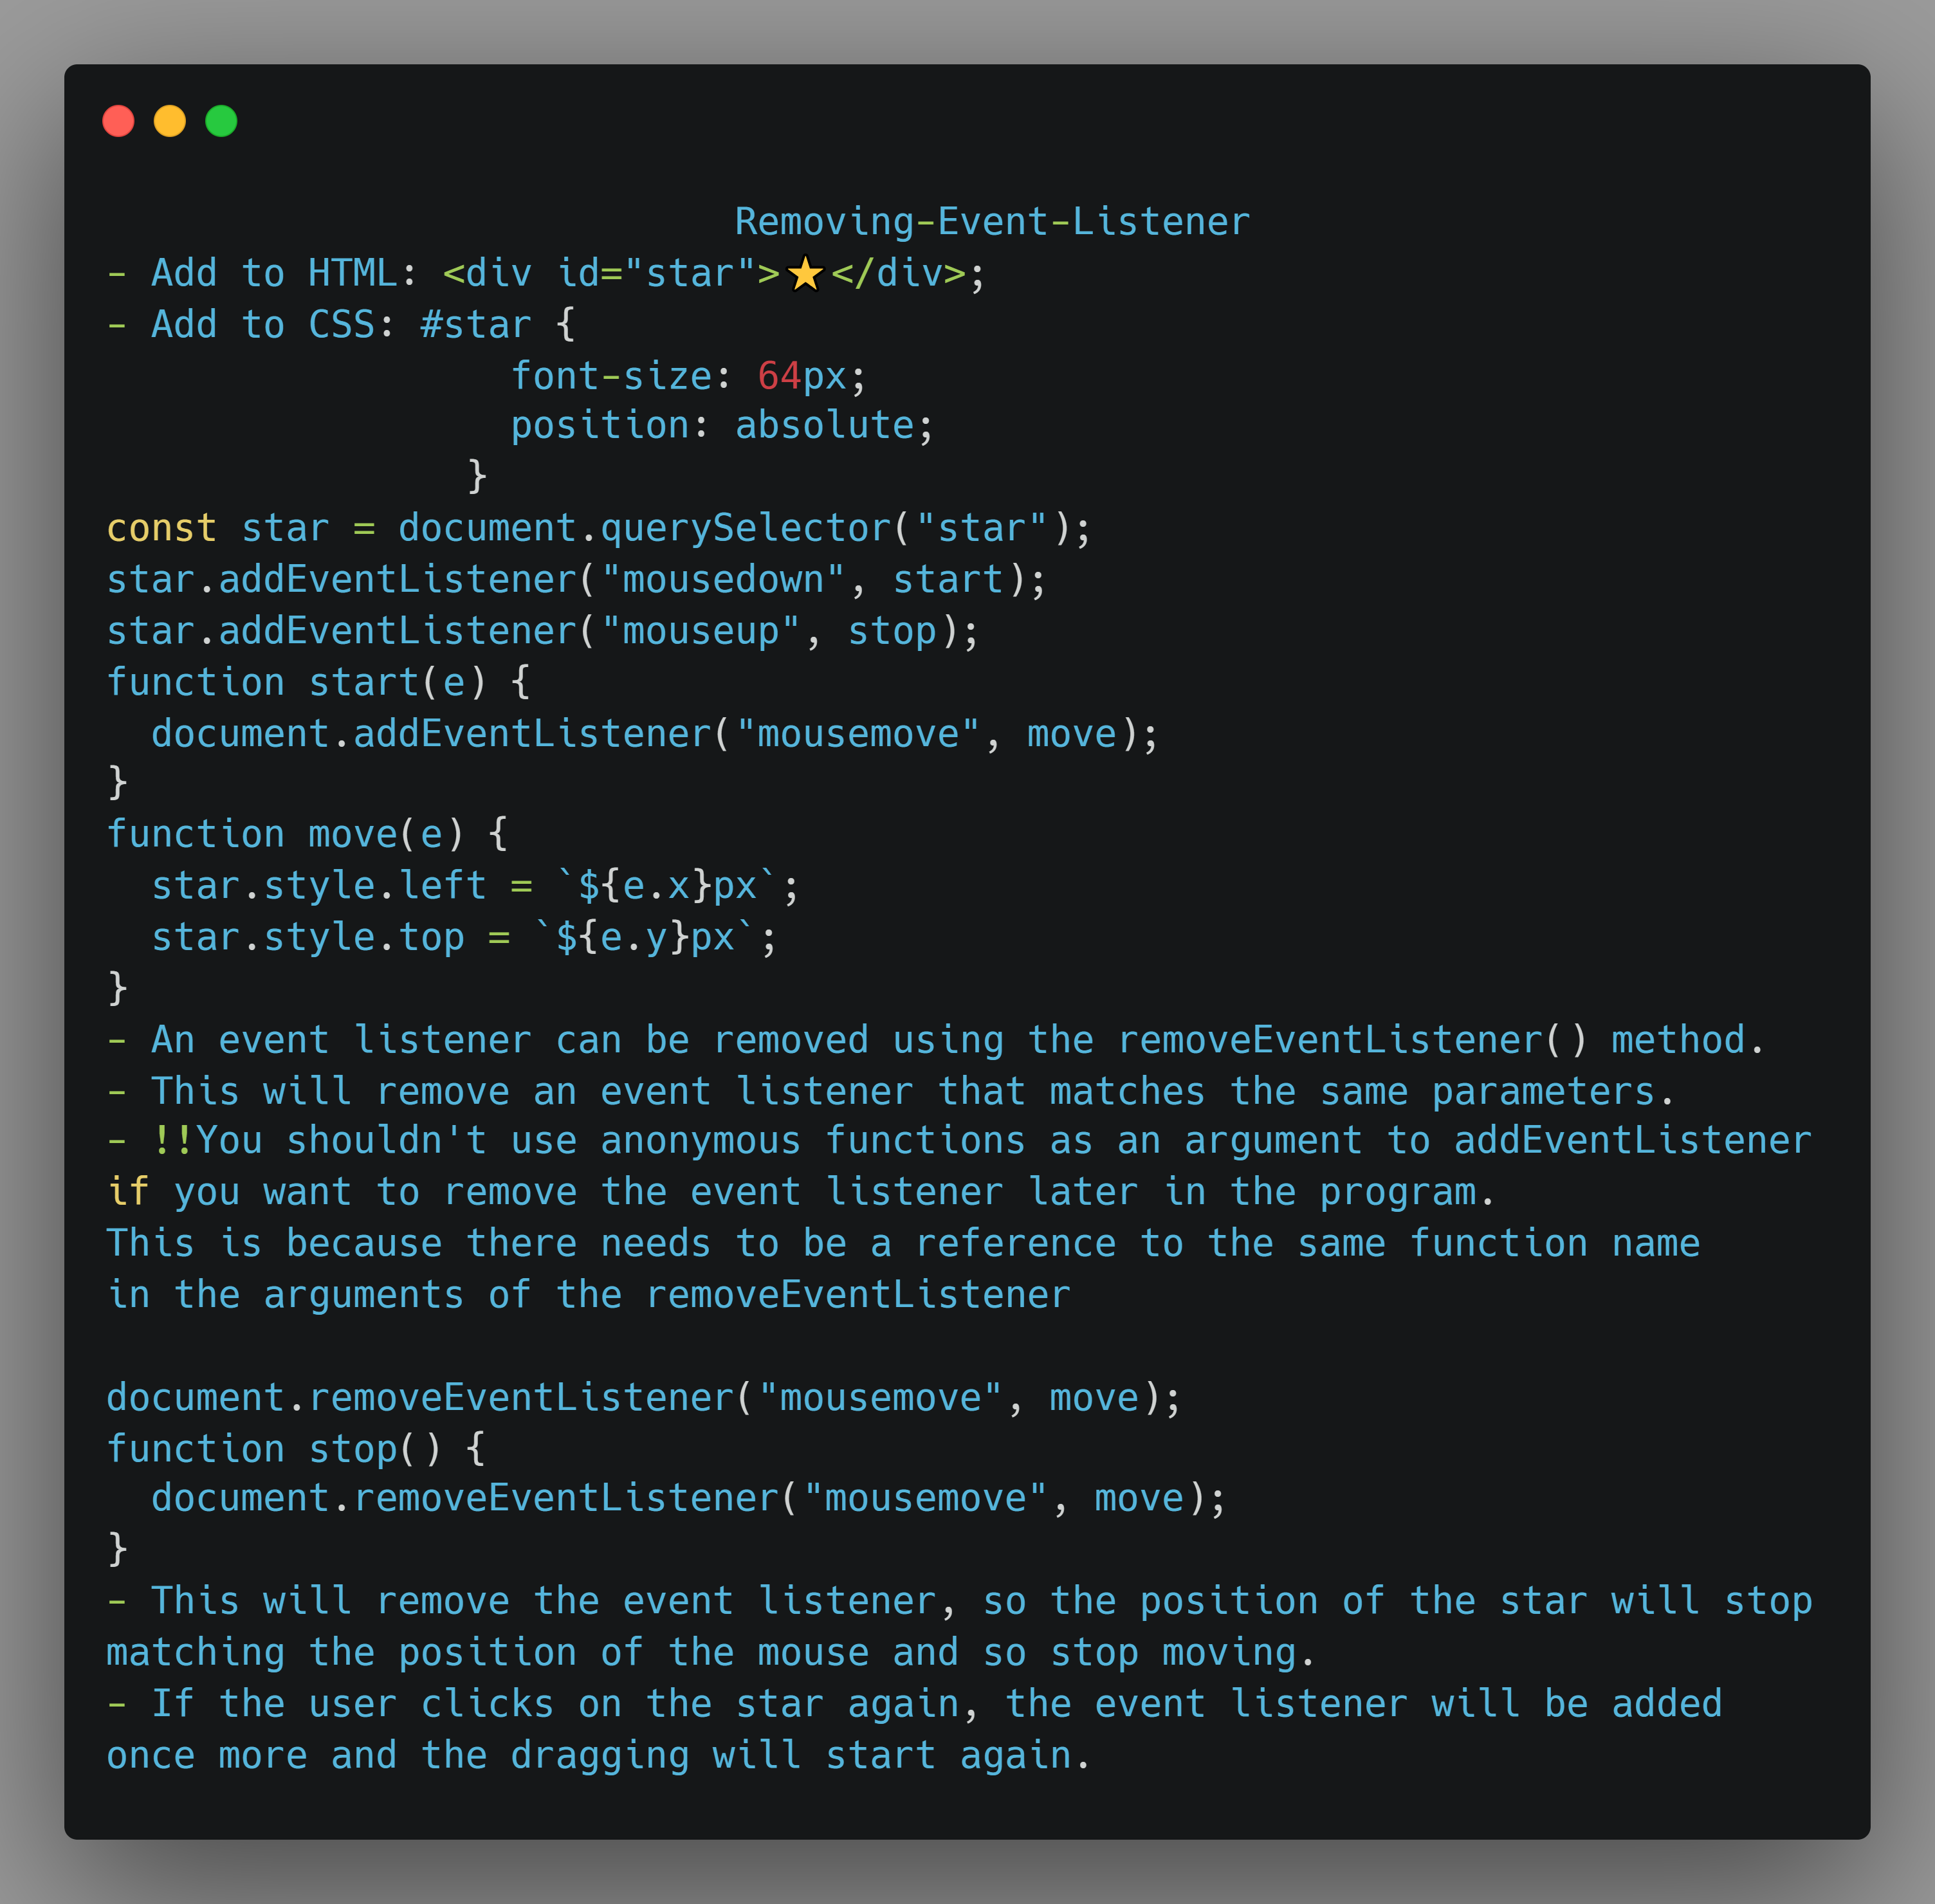 Removing-Event-Listener
- Add to HTML: <div id="star">⭐</div>;
- Add to CSS: #star {
font-size: 64px;
position: absolute;
}
const star = document.querySelector("star");
star.addEventListener("mousedown", start);
star.addEventListener("mouseup", stop);
function start(e) {
document.addEventListener("mousemove", move);
}
function move(e) {
star.style.left = `${e.x}px`;
star.style.top = `${e.y}px`;
}
- An event listener can be removed using the removeEventListener() method.
- This will remove an event listener that matches the same parameters.
- !!You shouldn't use anonymous functions as an argument to addEventListener
if you want to remove the event listener later in the program.
This is because there needs to be a reference to the same function name
in the arguments of the removeEventListener
document.removeEventListener("mousemove", move);
function stop() {
document.removeEventListener("mousemove", move);
}
- This will remove the event listener, so the position of the star will stop
matching the position of the mouse and so stop moving.
- If the user clicks on the star again, the event listener will be added
once more and the dragging will start again.